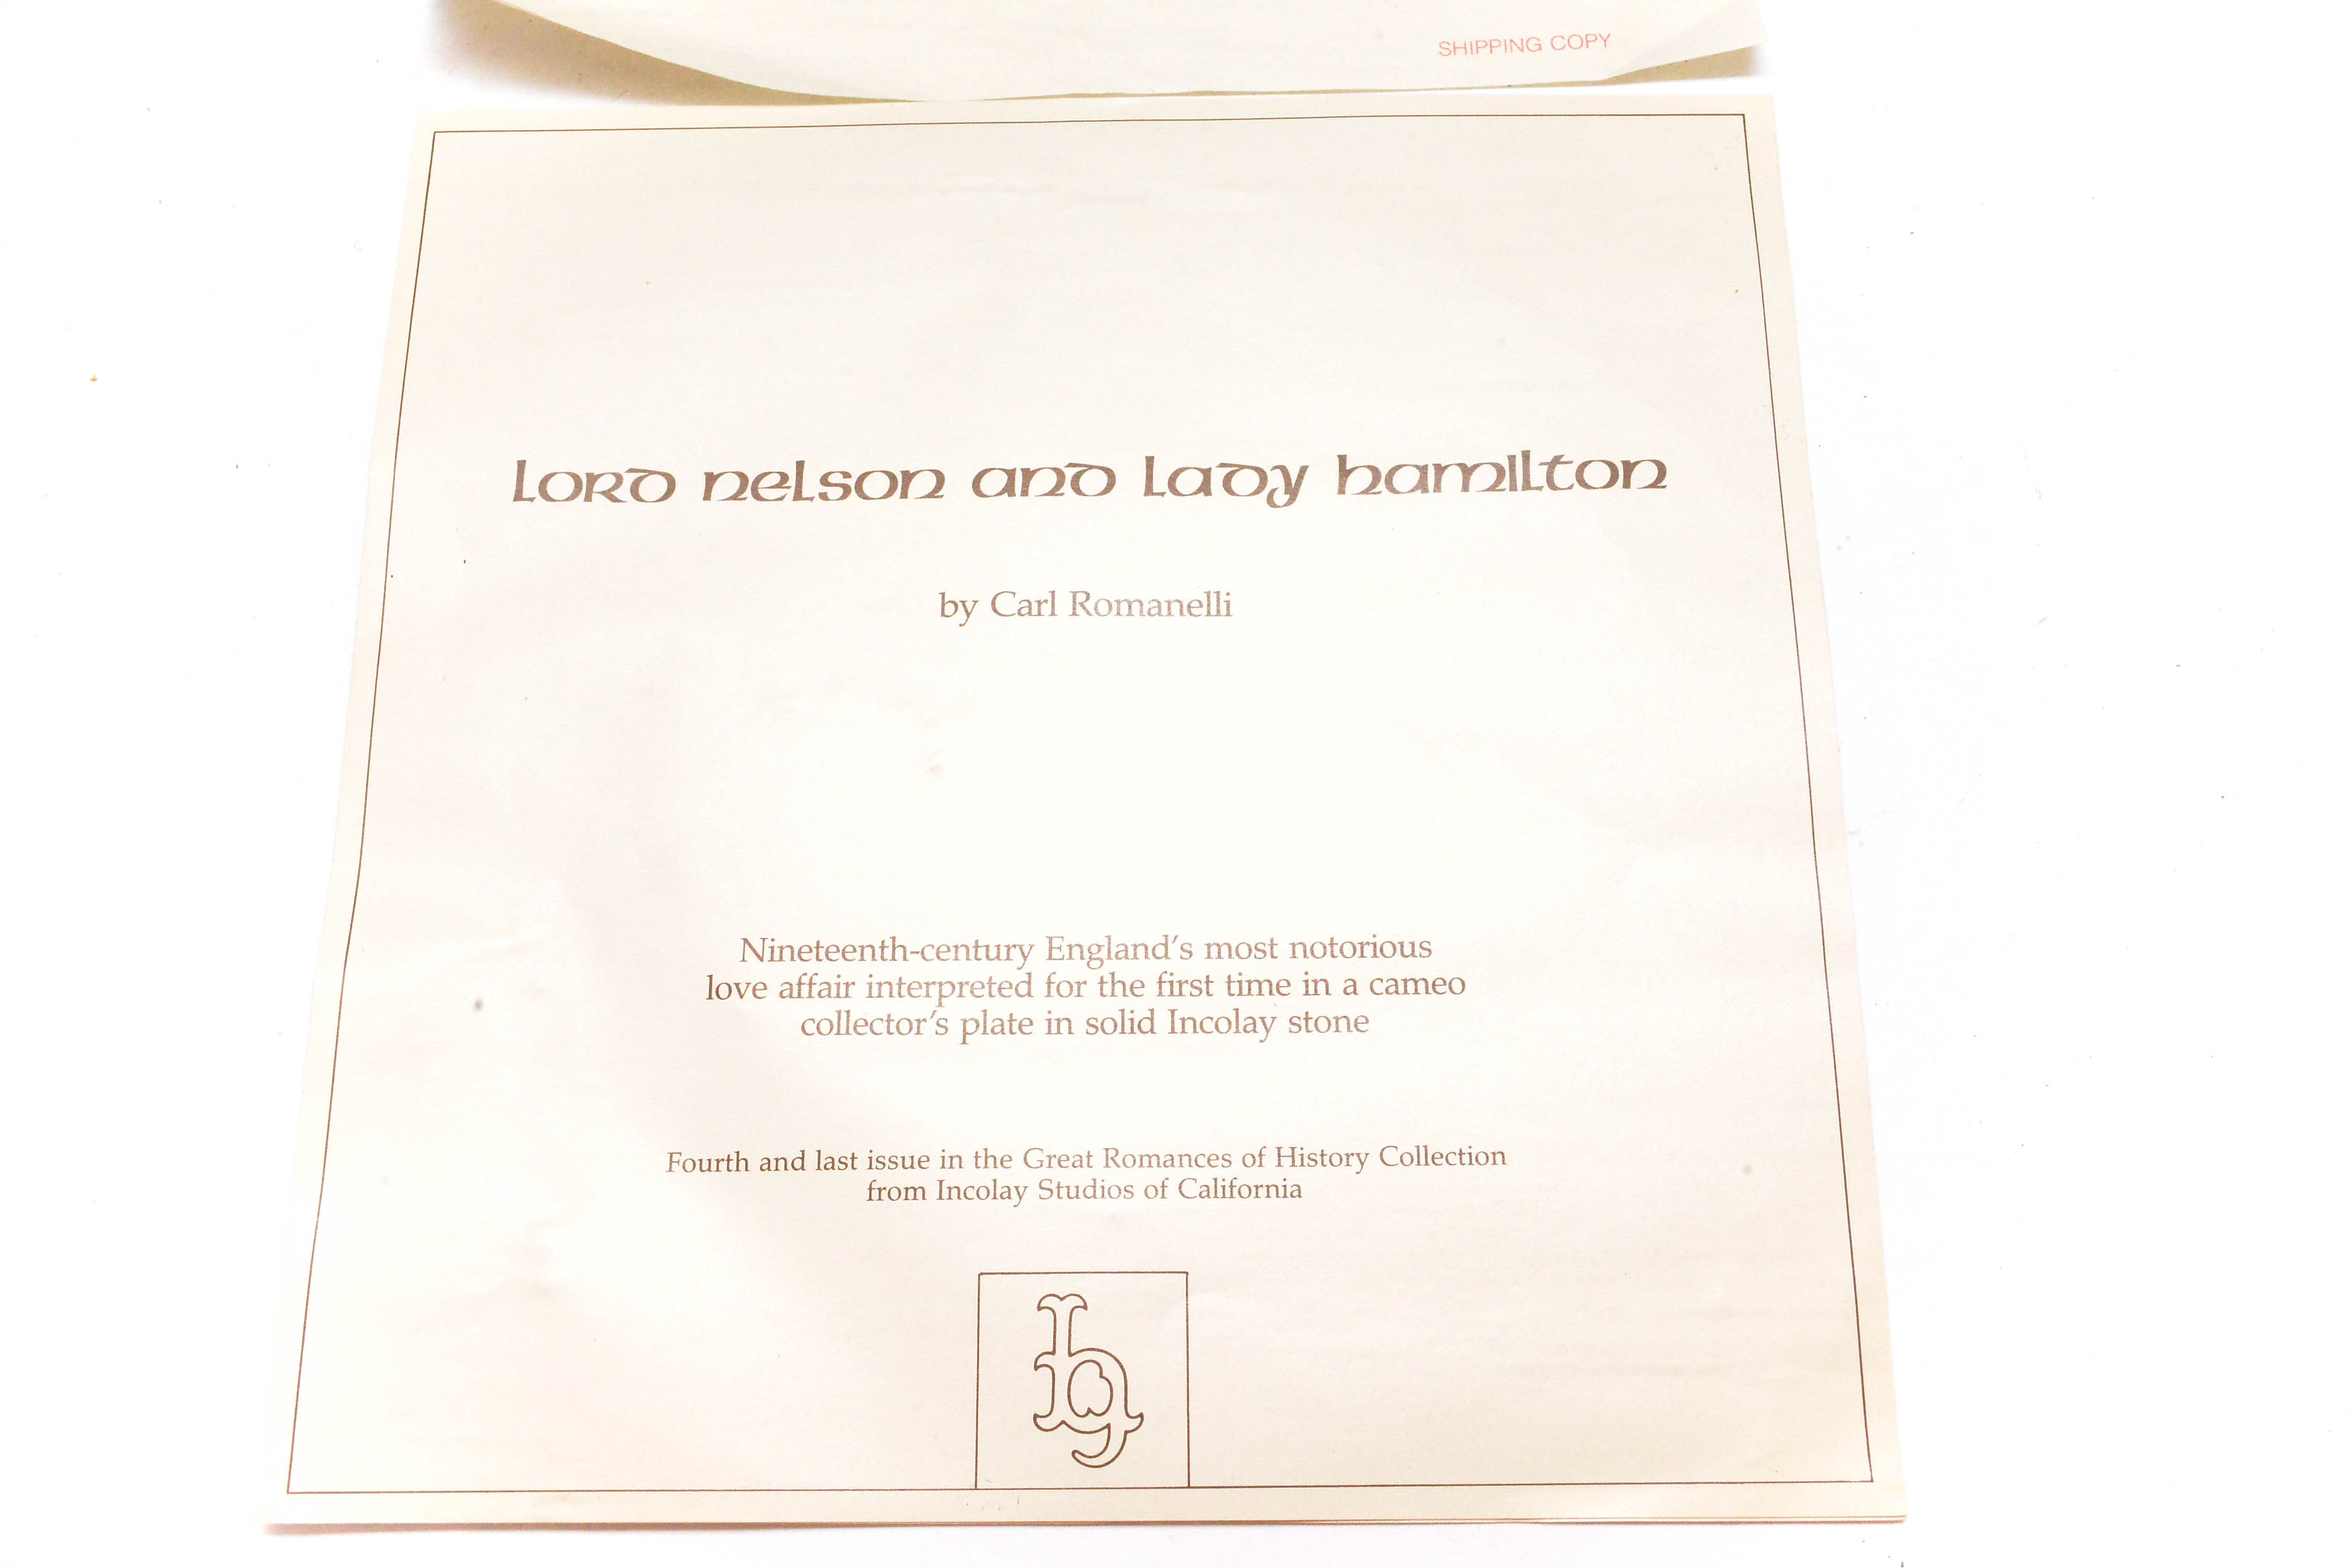 SHIPPING COPY
Lord Nelson and Lady Hamilton
by Carl Romanelli
Nineteenth-century England's most notorious
love affair interpreted for the first time in a cameo
collector's plate in solid Incolay stone
Fourth and last issue in the Great Romances of History Collection
from Incolay Studios of California